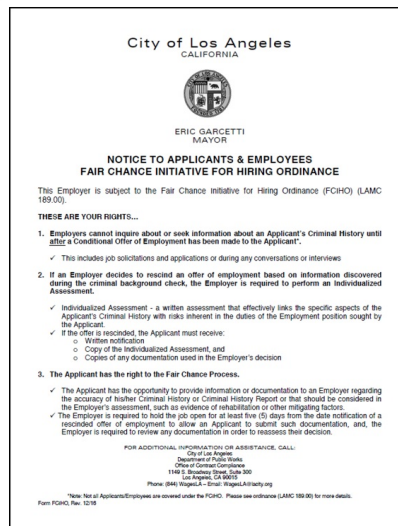 City of Los Angeles
CALIFORNIA
ERIC GARCETTI
MAYOR
NOTICE TO APPLICANTS & EMPLOYEES
FAIR CHANCE INITIATIVE FOR HIRING ORDINANCE
This Employer is subject to the Fair Chance Initiative for Hiring Ordinance (FCIHO) (LAMC
189.00).
THESE ARE YOUR RIGHTS...
1. Employers cannot inquire about or seek information about an Applicant's Criminal History until
after a Conditional Offer of Employment has been made to the Applicant*.
✓ This includes job solicitations and applications or during any conversations or interviews
2. If an Employer decides to rescind an offer of employment based on information discovered
during the criminal background check, the Employer is required to perform an Individualized
Assessment.
✓ Individualized Assessment - a written assessment that effectively links the specific aspects of the
Applicant's Criminal History with risks inherent in the duties of the Employment position sought by
the Applicant.
✓ If the offer is rescinded, the Applicant must receive:
o Written notification
o Copy of the Individualized Assessment, and
o Copies of any documentation used in the Employer's decision
3. The Applicant has the right to the Fair Chance Process.
✓ The Applicant has the opportunity to provide information or documentation to an Employer regarding
the accuracy of his/her Criminal History or Criminal History Report or that should be considered in
the Employer's assessment, such as evidence of rehabilitation or other mitigating factors.
✓ The Employer is required to hold the job open for at least five (5) days from the date notification of a
rescinded offer of employment to allow an Applicant to submit such documentation, and, the
Employer is required to review any documentation in order to reassess their decision.
FOR ADDITIONAL INFORMATION OR ASSISTANCE, CALL:
City of Los Angeles
Department of Public Works
Office of Contract Compliance
1149 S. Broadway Street, Suite 300
Los Angeles, CA 90015
Phone: (844) WagesLA – Email: WagesLA@lacity.org
*Note: Not all Applicants/Employees are covered under the FCIHO. Please see ordinance (LAMC 189.00) for more details.
Form FCIHO, Rev. 12/16